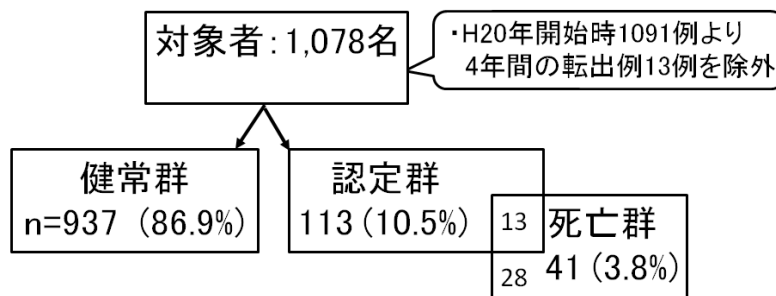 対象者:1,078名
・H20年開始時1091例より
4年間の転出例13例を除外
健常群
n=937 (86.9%)
認定群
113(10.5%)
13
死亡群
28
41(3.8%)